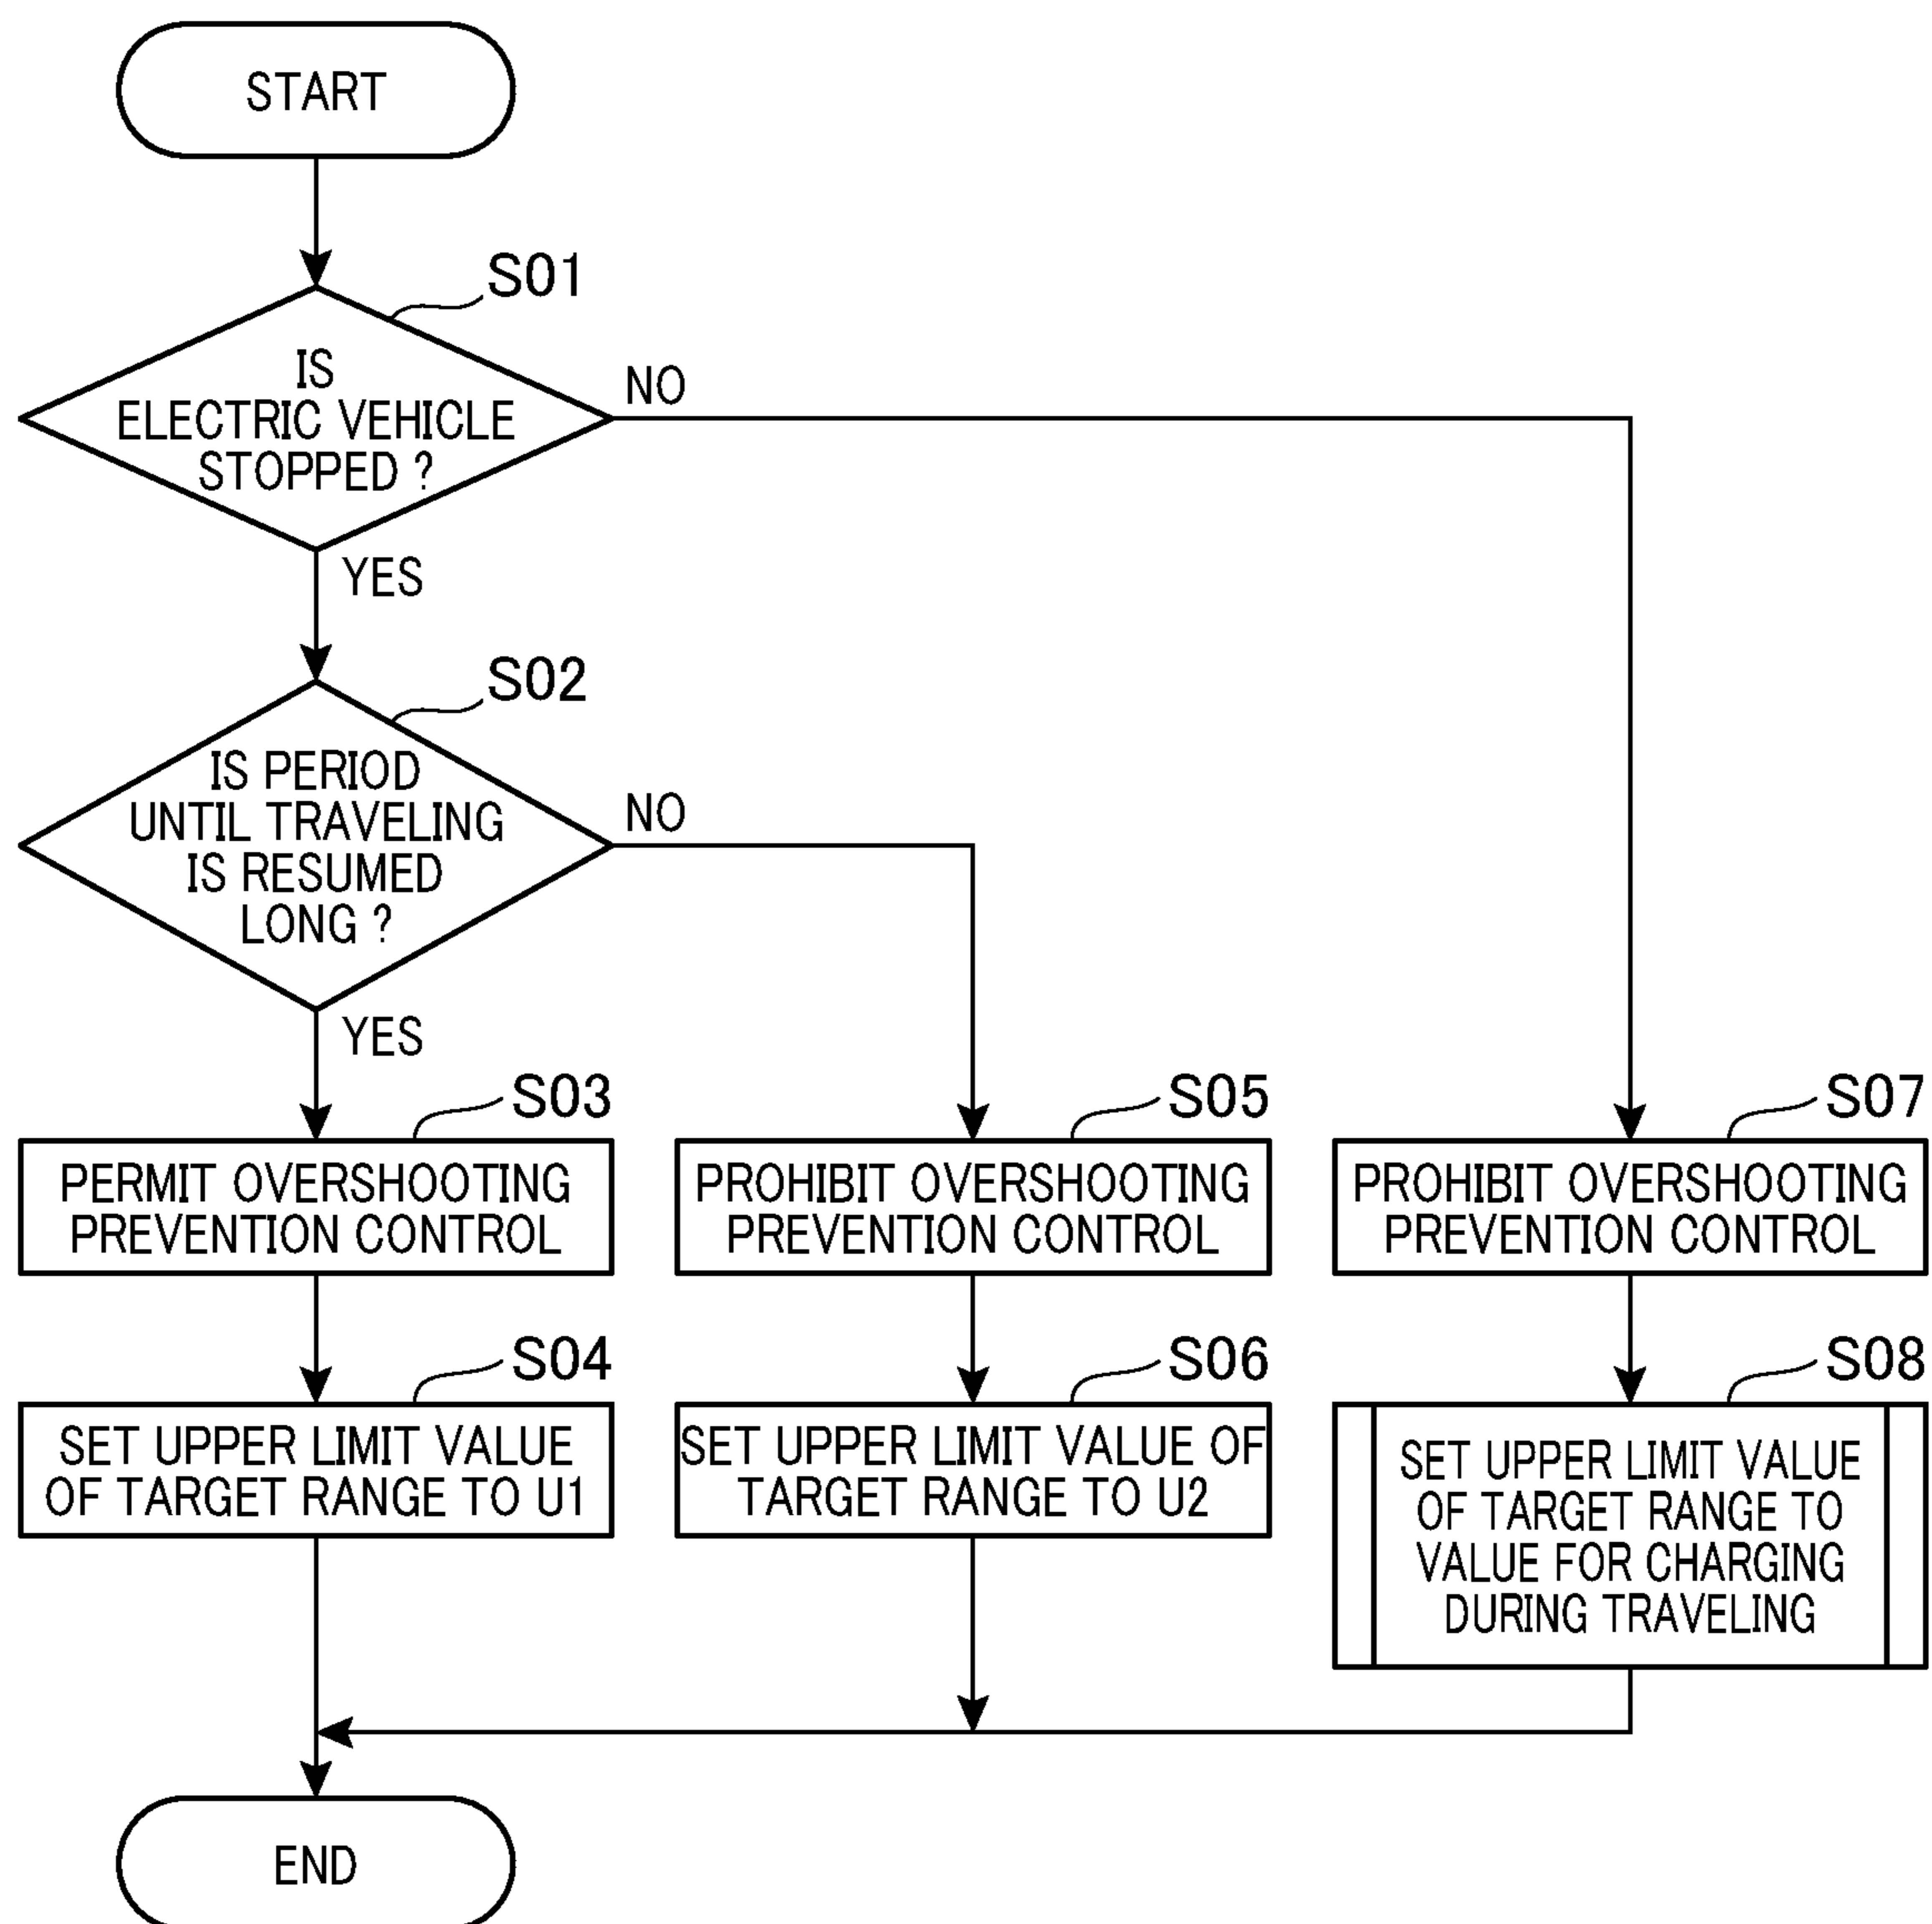 START
S01
IS
ELECTRIC VEHICLE
STOPPED ?
NO
YES
S02
IS PERIOD
UNTIL TRAVELING
IS RESUMED
LONG ?
NO
YES
S03
PERMIT OVERSHOOTING
PREVENTION CONTROL
S05
PROHIBIT OVERSHOOTING
PREVENTION CONTROL
S07
PROHIBIT OVERSHOOTING
PREVENTION CONTROL
S04
SET UPPER LIMIT VALUE
OF TARGET RANGE TO U1
S06
SET UPPER LIMIT VALUE OF
TARGET RANGE TO U2
S08
SET UPPER LIMIT VALUE
OF TARGET RANGE TO
VALUE FOR CHARGING
DURING TRAVELING
END